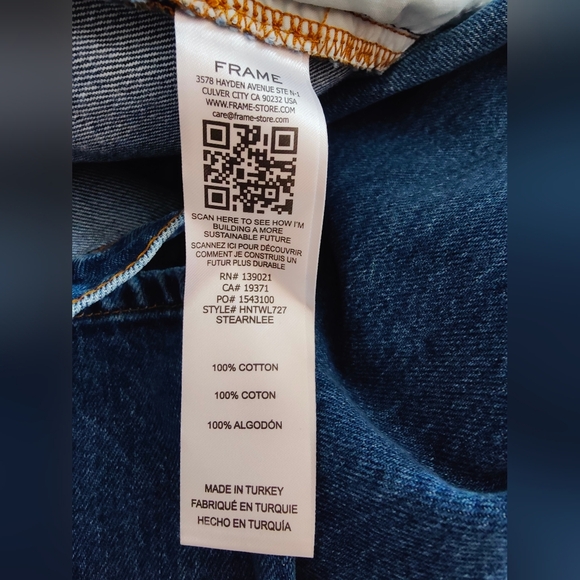 FRAME
3578 HAYDEN AVENUE STE N-1
CULVER CITY CA 90232 USA
WWW.FRAME-STORE.COM
care@frame-store.com
SCAN HERE TO SEE HOW I'M
BUILDING A MORE
SUSTAINABLE FUTURE
SCANNEZ ICI POUR DÉCOUVRIR
COMMENT JE CONSTRUIS UN
FUTUR PLUS DURABLE
RN# 139021
CA# 19371
PO# 1543100
STYLE# HNTWL727
STEARNLEE
100% COTTON
100% COTON
100% ALGODÓN
MADE IN TURKEY
FABRIQUÉ EN TURQUIE
HECHO EN TURQUÍA